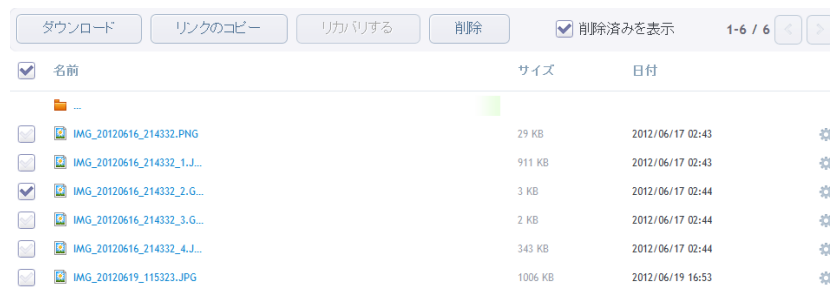 ダウンロード リンクのコピー リカバリする 削除 削除済みを表示 1-6 / 6 < >
名前 サイズ 日付
...
IMG_20120616_214332.PNG 29 KB 2012/06/17 02:43
IMG_20120616_214332_1.J... 911 KB 2012/06/17 02:43
IMG_20120616_214332_2.G... 3 KB 2012/06/17 02:44
IMG_20120616_214332_3.G... 2 KB 2012/06/17 02:44
IMG_20120616_214332_4.J... 343 KB 2012/06/17 02:44
IMG_20120619_115323.JPG 1006 KB 2012/06/19 16:53